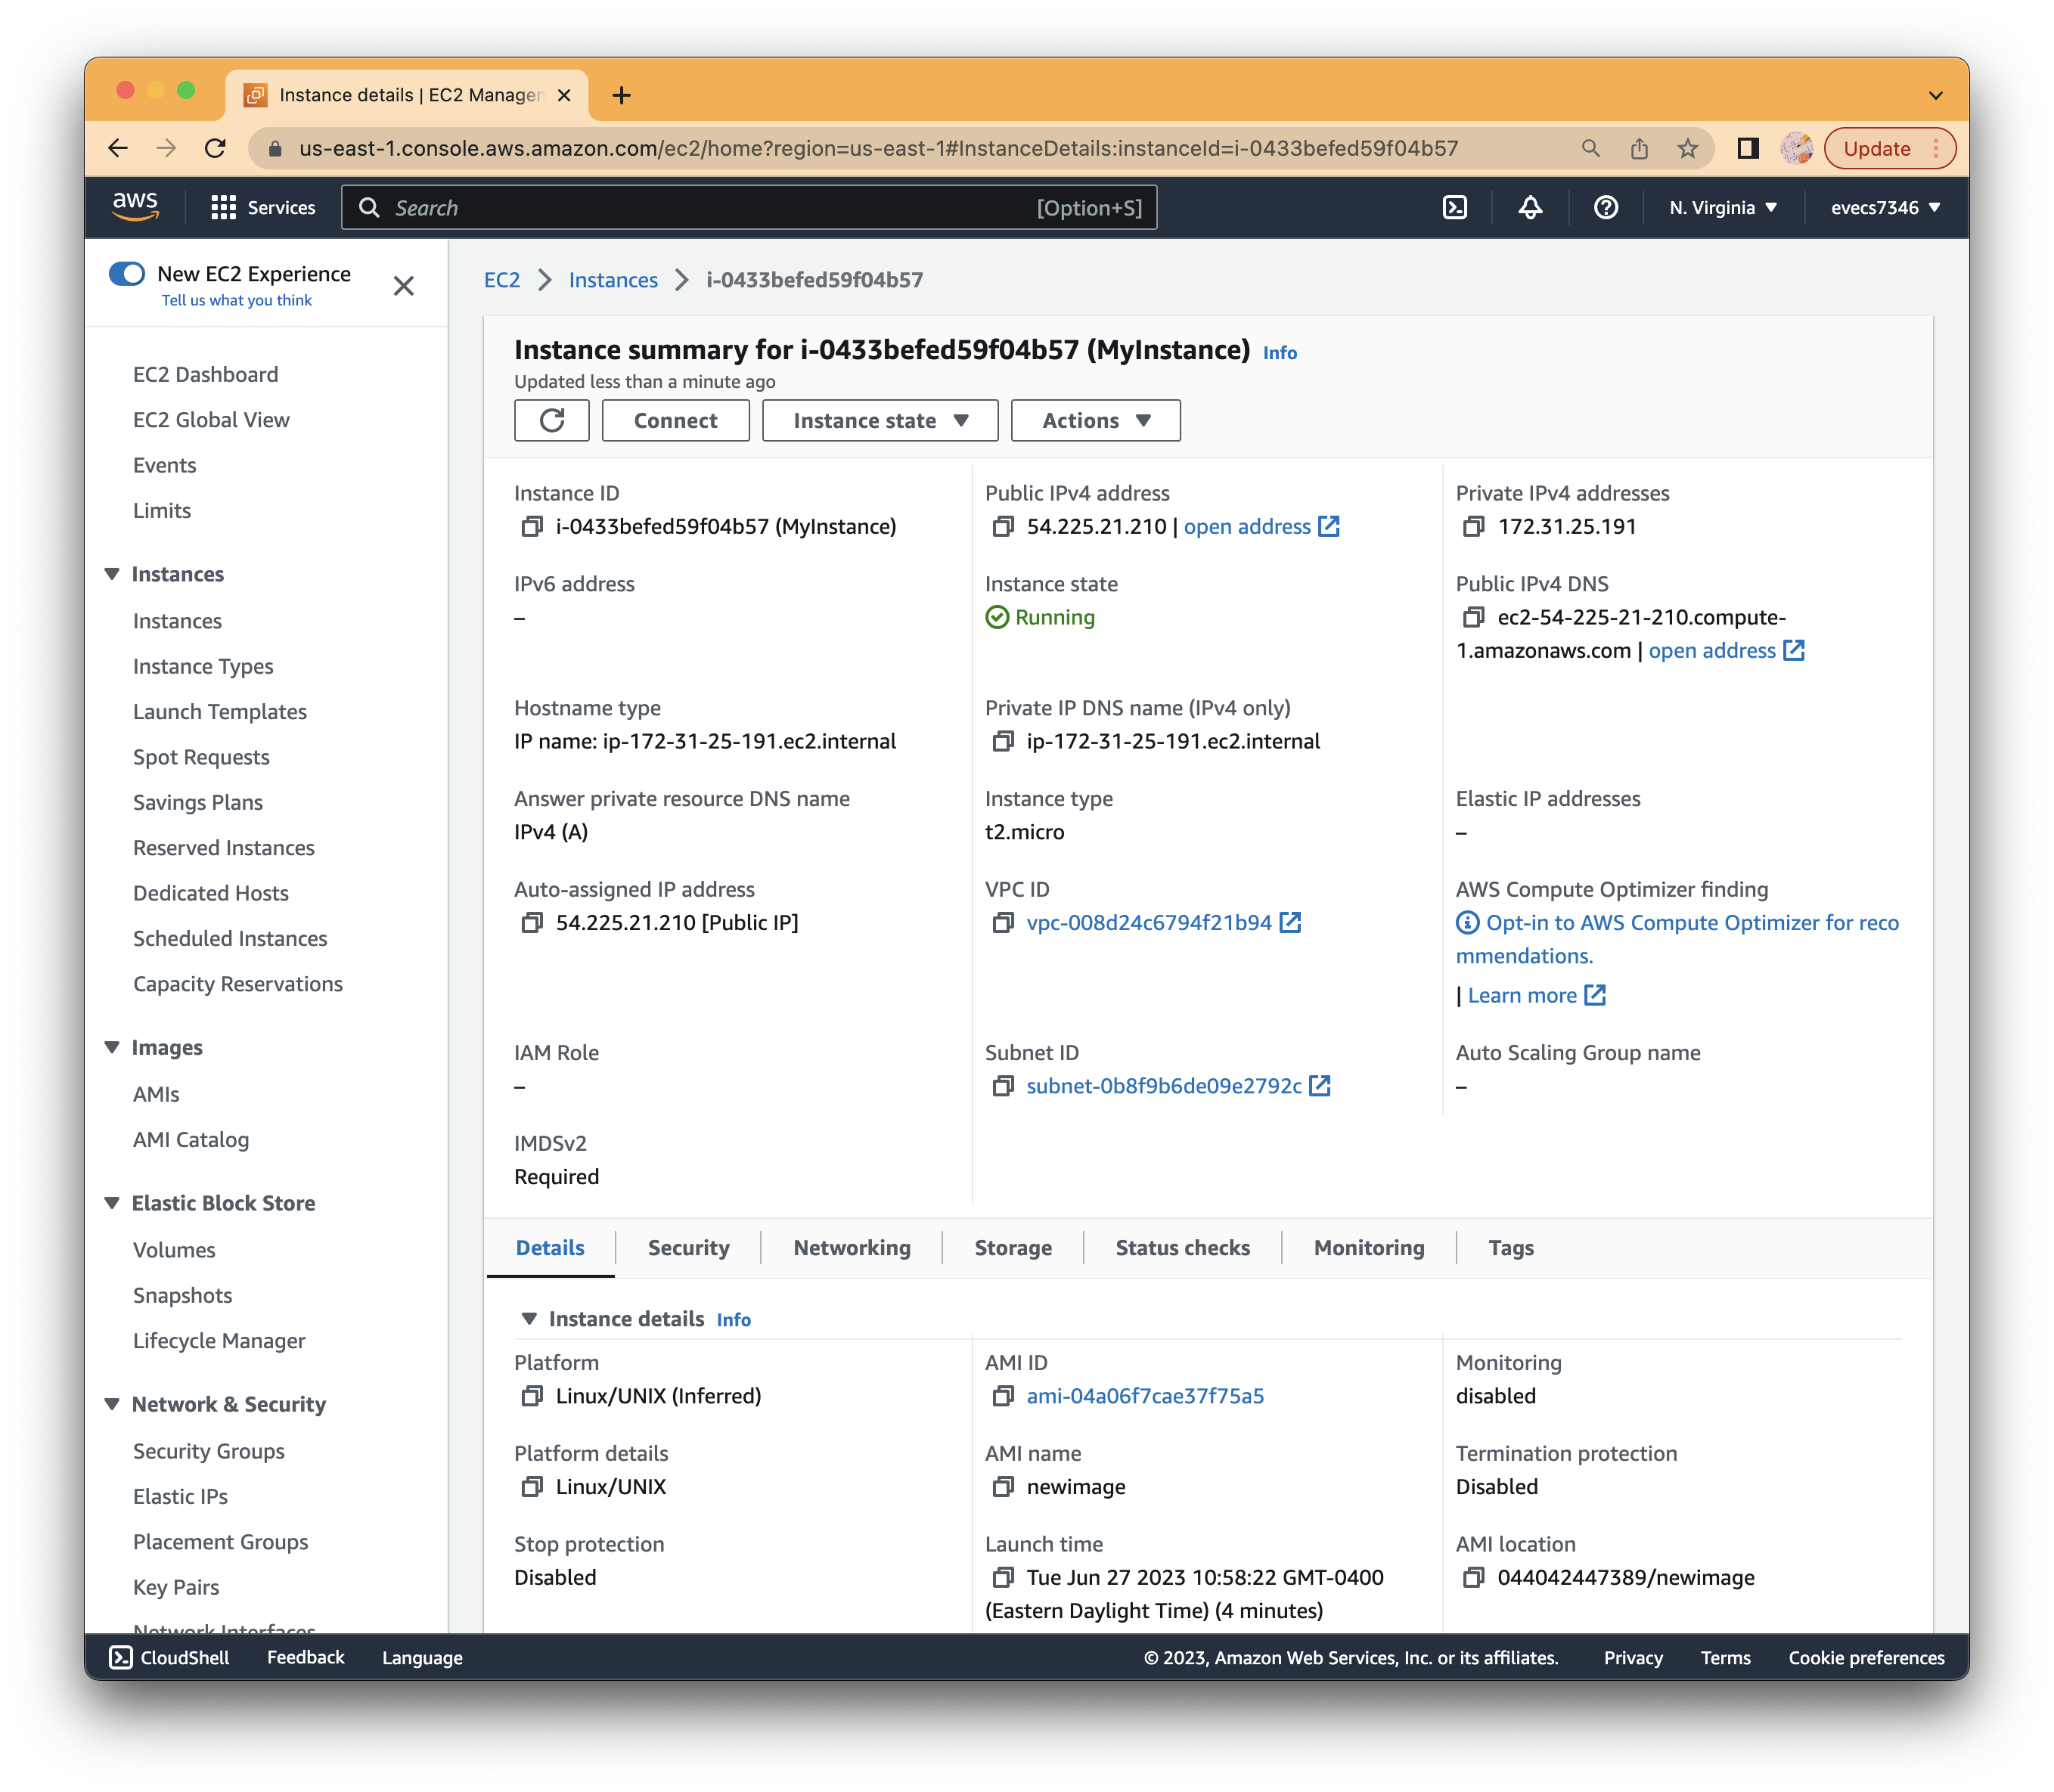 Instance details | EC2 Managen
us-east-1.console.aws.amazon.com/ec2/home?region=us-east-1#InstanceDetails:instanceId=i-0433befed59f04b57
Update
aws
Services
Search
[Option+S]
N. Virginia
evecs7346
New EC2 Experience
Tell us what you think
EC2 Dashboard
EC2 Global View
Events
Limits
Instances
Instances
Instance Types
Launch Templates
Spot Requests
Savings Plans
Reserved Instances
Dedicated Hosts
Scheduled Instances
Capacity Reservations
Images
AMIs
AMI Catalog
Elastic Block Store
Volumes
Snapshots
Lifecycle Manager
Network & Security
Security Groups
Elastic IPs
Placement Groups
Key Pairs
Network Interfaces
EC2 > Instances > i-0433befed59f04b57
Instance summary for i-0433befed59f04b57 (MyInstance) Info
Updated less than a minute ago
Connect
Instance state
Actions
Instance ID
i-0433befed59f04b57 (MyInstance)
Public IPv4 address
54.225.21.210 | open address
Private IPv4 addresses
172.31.25.191
IPv6 address
–
Instance state
Running
Public IPv4 DNS
ec2-54-225-21-210.compute-
1.amazonaws.com | open address
Hostname type
IP name: ip-172-31-25-191.ec2.internal
Private IP DNS name (IPv4 only)
ip-172-31-25-191.ec2.internal
Answer private resource DNS name
IPv4 (A)
Instance type
t2.micro
Elastic IP addresses
–
Auto-assigned IP address
54.225.21.210 [Public IP]
VPC ID
vpc-008d24c6794f21b94
AWS Compute Optimizer finding
Opt-in to AWS Compute Optimizer for reco
mmendations.
| Learn more
IAM Role
–
Subnet ID
subnet-0b8f9b6de09e2792c
Auto Scaling Group name
–
IMDSv2
Required
Details
Security
Networking
Storage
Status checks
Monitoring
Tags
Instance details Info
Platform
Linux/UNIX (Inferred)
AMI ID
ami-04a06f7cae37f75a5
Monitoring
disabled
Platform details
Linux/UNIX
AMI name
newimage
Termination protection
Disabled
Stop protection
Disabled
Launch time
Tue Jun 27 2023 10:58:22 GMT-0400
(Eastern Daylight Time) (4 minutes)
AMI location
044042447389/newimage
CloudShell
Feedback
Language
© 2023, Amazon Web Services, Inc. or its affiliates.
Privacy
Terms
Cookie preferences